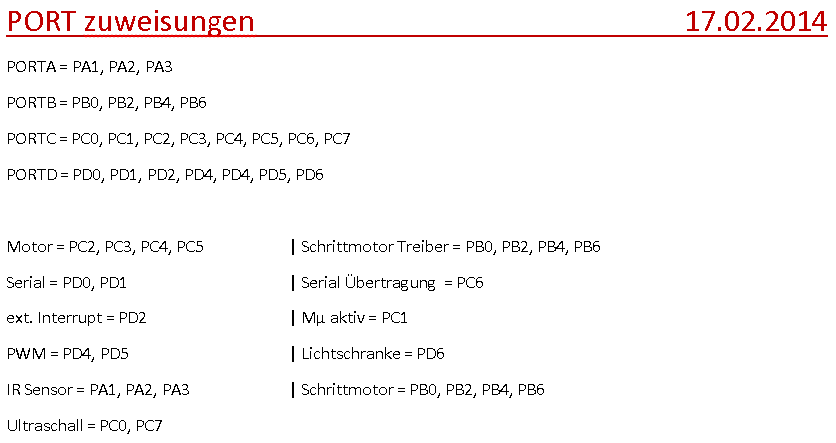 PORT zuweisungen 17.02.2014
PORTA = PA1, PA2, PA3
PORTB = PB0, PB2, PB4, PB6
PORTC = PC0, PC1, PC2, PC3, PC4, PC5, PC6, PC7
PORTD = PD0, PD1, PD2, PD4, PD4, PD5, PD6
Motor = PC2, PC3, PC4, PC5 | Schrittmotor Treiber = PB0, PB2, PB4, PB6
Serial = PD0, PD1 | Serial Übertragung = PC6
ext. Interrupt = PD2 | Mµ aktiv = PC1
PWM = PD4, PD5 | Lichtschranke = PD6
IR Sensor = PA1, PA2, PA3 | Schrittmotor = PB0, PB2, PB4, PB6
Ultraschall = PC0, PC7